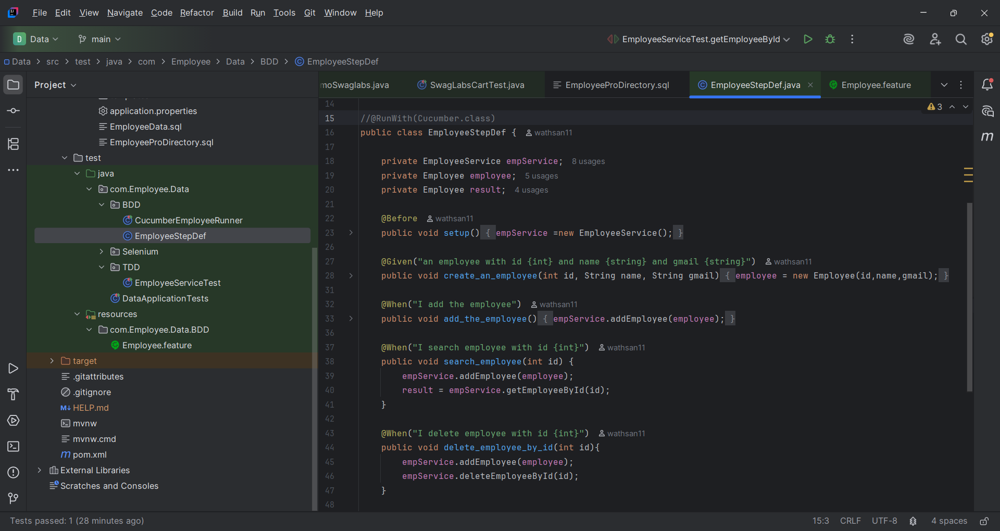 File Edit View Navigate Code Refactor Build Run Tools Git Window Help
D Data main EmployeeServiceTest.getEmployeeById
Data > src > test > java > com > Employee > Data > BDD > EmployeeStepDef
Project
application.properties
EmployeeData.sql
EmployeeProDirectory.sql
test
java
com.Employee.Data
BDD
CucumberEmployeeRunner
EmployeeStepDef
Selenium
TDD
EmployeeServiceTest
DataApplicationTests
resources
com.Employee.Data.BDD
Employee.feature
target
.gitattributes
.gitignore
HELP.md
mvnw
mvnw.cmd
pom.xml
External Libraries
Scratches and Consoles
moSwaglabs.java SwagLabsCartTest.java EmployeeProDirectory.sql EmployeeStepDef.java Employee.feature
3
14
15 //@RunWith(Cucumber.class)
16 public class EmployeeStepDef { wathsan11
17
18 private EmployeeService empService; 8 usages
19 private Employee employee; 5 usages
20 private Employee result; 4 usages
21
22 @Before wathsan11
23 public void setup() { empService =new EmployeeService(); }
26
27 @Given("an employee with id {int} and name {string} and gmail {string}") wathsan11
28 public void create_an_employee(int id, String name, String gmail) { employee = new Employee(id,name,gmail); }
31
32 @When("I add the employee") wathsan11
33 public void add_the_employee() { empService.addEmployee(employee); }
36
37 @When("I search employee with id {int}") wathsan11
38 public void search_employee(int id) {
39 empService.addEmployee(employee);
40 result = empService.getEmployeeById(id);
41 }
42
43 @When("I delete employee with id {int}") wathsan11
44 public void delete_employee_by_id(int id){
45 empService.addEmployee(employee);
46 empService.deleteEmployeeById(id);
47 }
48
Tests passed: 1 (28 minutes ago) 15:3 CRLF UTF-8 4 spaces